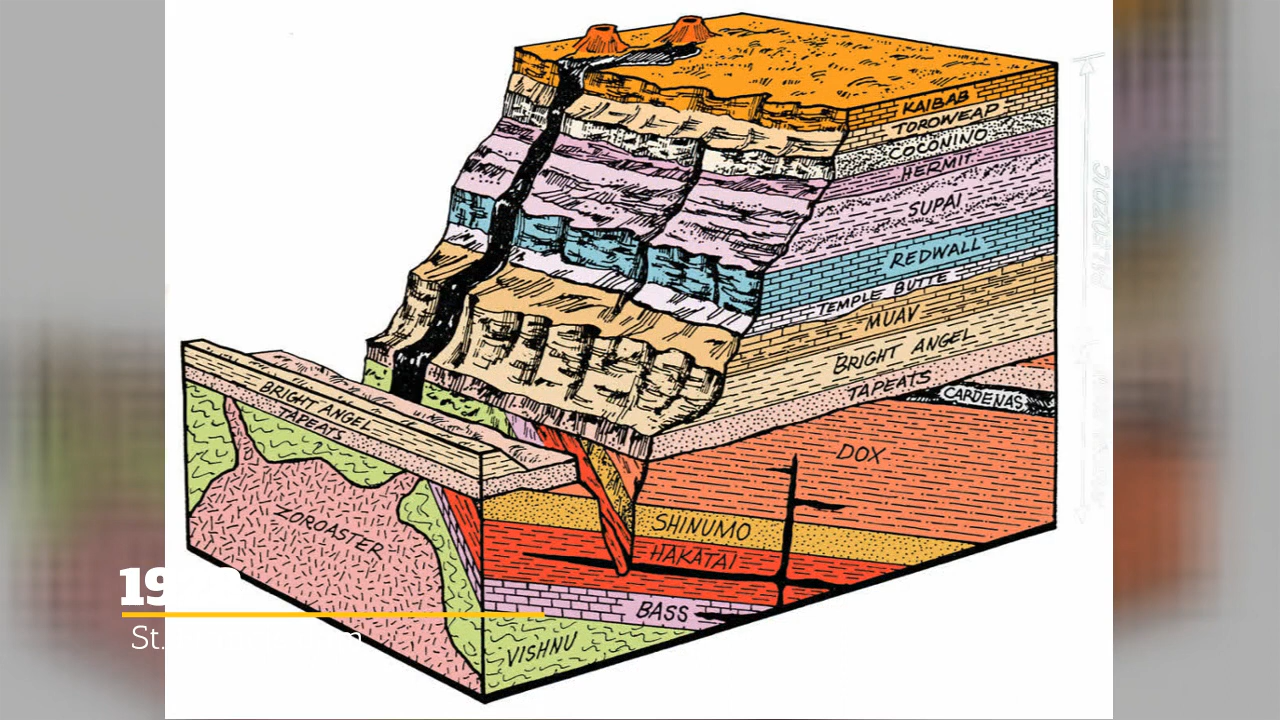 KAIBAB
TOROWEAP
COCONINO
HERMIT
SUPAI
REDWALL
TEMPLE BUTTE
MUAV
BRIGHT ANGEL
TAPEATS
CARDENAS
DOX
SHINUMO
HAKATAI
BASS
VISHNU
BRIGHT ANGEL
TAPEATS
ZOROASTER
PALEOZOIC
St.